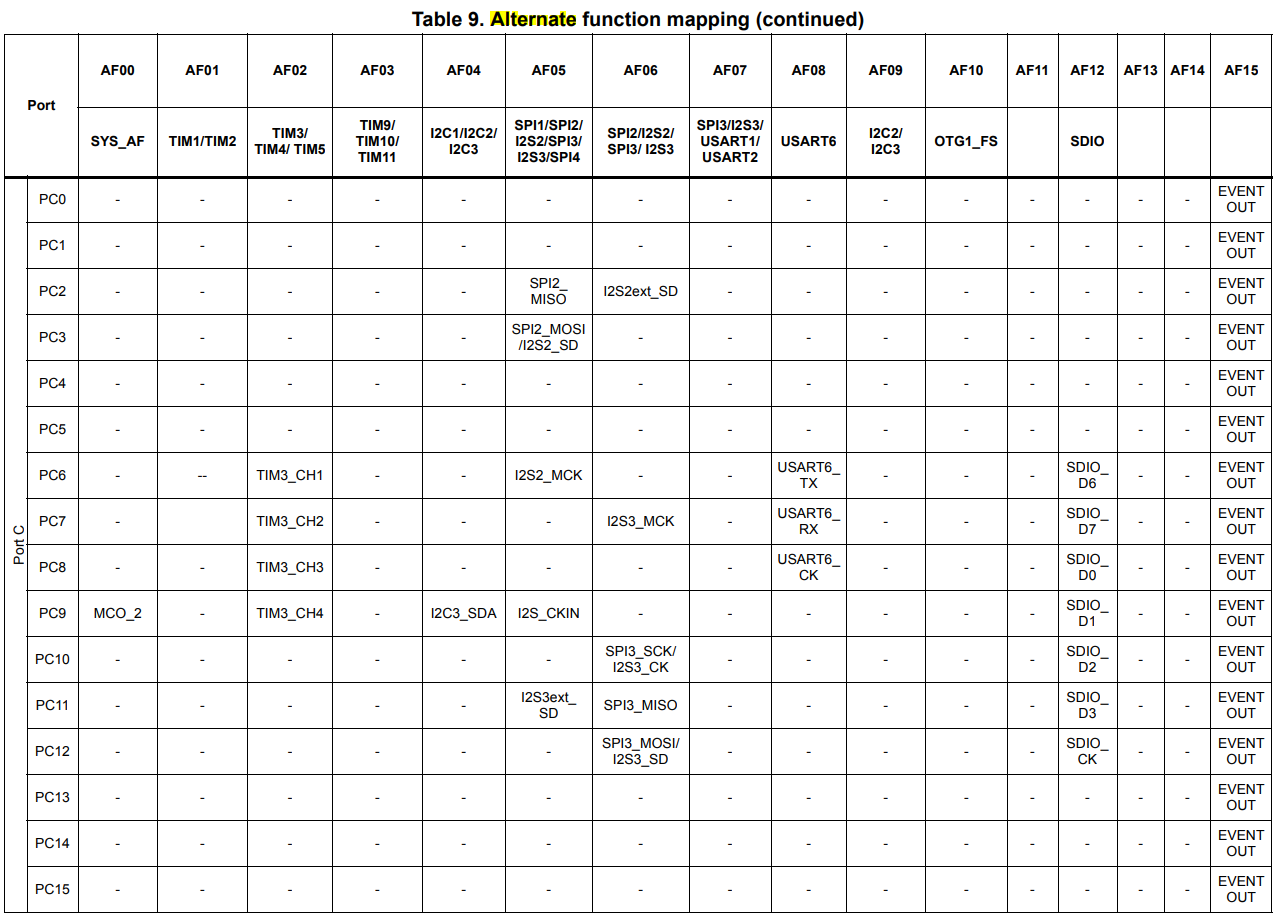 Table 9. Alternate function mapping (continued)
Port AF00 AF01 AF02 AF03 AF04 AF05 AF06 AF07 AF08 AF09 AF10 AF11 AF12 AF13 AF14 AF15
SYS_AF TIM1/TIM2 TIM3/ TIM4/ TIM5 TIM9/ TIM10/ TIM11 I2C1/I2C2/ I2C3 SPI1/SPI2/ I2S2/SPI3/ I2S3/SPI4 SPI2/I2S2/ SPI3/ I2S3 SPI3/I2S3/ USART1/ USART2 USART6 I2C2/ I2C3 OTG1_FS SDIO
Port C
PC0 - - - - - - - - - - - - - - - EVENT OUT
PC1 - - - - - - - - - - - - - - - EVENT OUT
PC2 - - - - - SPI2_ MISO I2S2ext_SD - - - - - - - - EVENT OUT
PC3 - - - - - SPI2_MOSI /I2S2_SD - - - - - - - - - EVENT OUT
PC4 - - - - - - - - - - - - - - - EVENT OUT
PC5 - - - - - - - - - - - - - - - EVENT OUT
PC6 - -- TIM3_CH1 - - I2S2_MCK - - USART6_ TX - - - SDIO_ D6 - - EVENT OUT
PC7 - TIM3_CH2 - - - I2S3_MCK - USART6_ RX - - - SDIO_ D7 - - EVENT OUT
PC8 - - TIM3_CH3 - - - - - USART6_ CK - - - SDIO_ D0 - - EVENT OUT
PC9 MCO_2 - TIM3_CH4 - I2C3_SDA I2S_CKIN - - - - - - SDIO_ D1 - - EVENT OUT
PC10 - - - - - - SPI3_SCK/ I2S3_CK - - - - - SDIO_ D2 - - EVENT OUT
PC11 - - - - - I2S3ext_ SD SPI3_MISO - - - - - SDIO_ D3 - - EVENT OUT
PC12 - - - - - - SPI3_MOSI/ I2S3_SD - - - - - SDIO_ CK - - EVENT OUT
PC13 - - - - - - - - - - - - - - - EVENT OUT
PC14 - - - - - - - - - - - - - - - EVENT OUT
PC15 - - - - - - - - - - - - - - - EVENT OUT